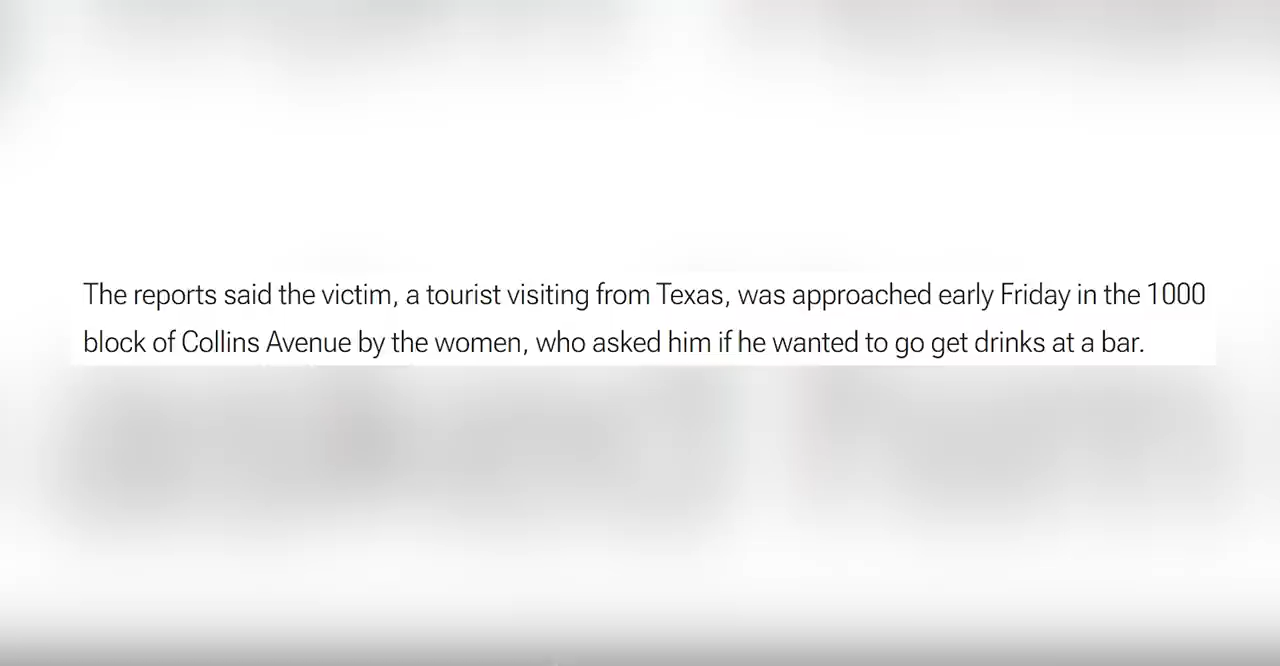 The reports said the victim, a tourist visiting from Texas, was approached early Friday in the 1000
block of Collins Avenue by the women, who asked him if he wanted to go get drinks at a bar.